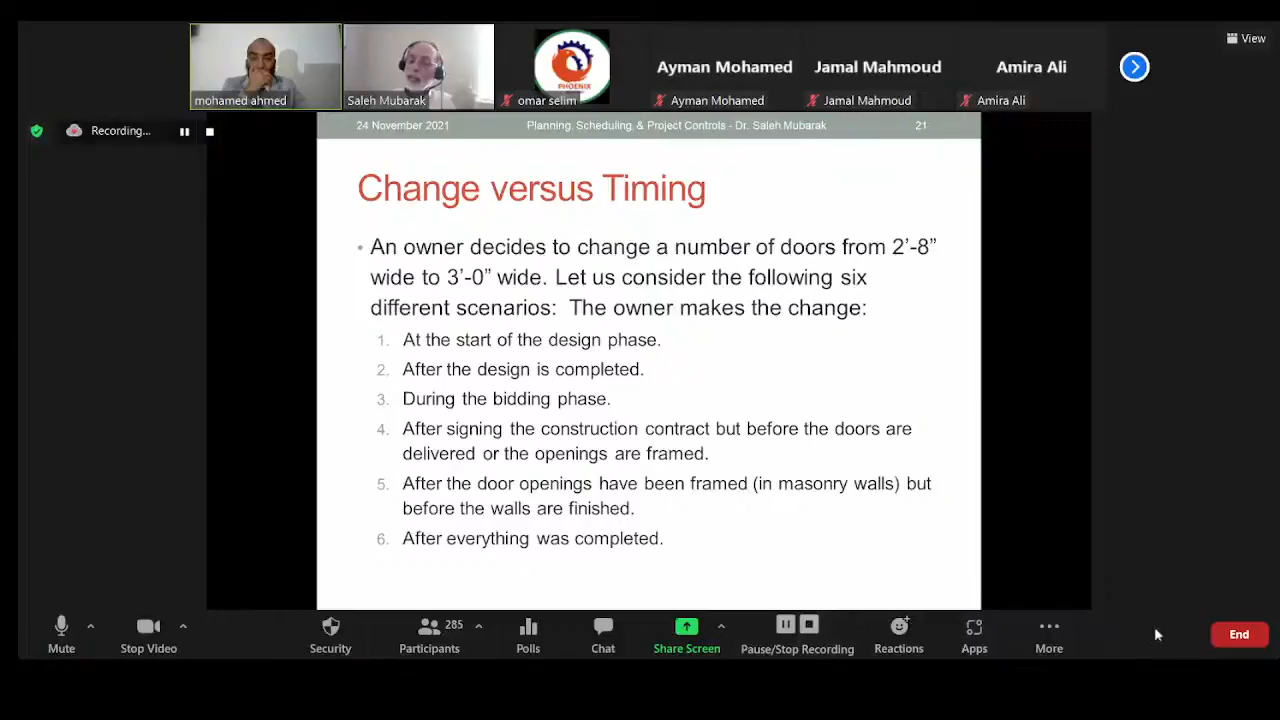 View
mohamed ahmed
Saleh Mubarak
PHOENIX
omar selim
Ayman Mohamed
Ayman Mohamed
Jamal Mahmoud
Jamal Mahmoud
Amira Ali
Amira Ali
Recording...
24 November 2021
Planning, Scheduling, & Project Controls - Dr. Saleh Mubarak
21
Change versus Timing
• An owner decides to change a number of doors from 2’-8”
wide to 3’-0” wide. Let us consider the following six
different scenarios: The owner makes the change:
1. At the start of the design phase.
2. After the design is completed.
3. During the bidding phase.
4. After signing the construction contract but before the doors are
delivered or the openings are framed.
5. After the door openings have been framed (in masonry walls) but
before the walls are finished.
6. After everything was completed.
Mute
Stop Video
Security
285
Participants
Polls
Chat
Share Screen
Pause/Stop Recording
Reactions
Apps
More
End